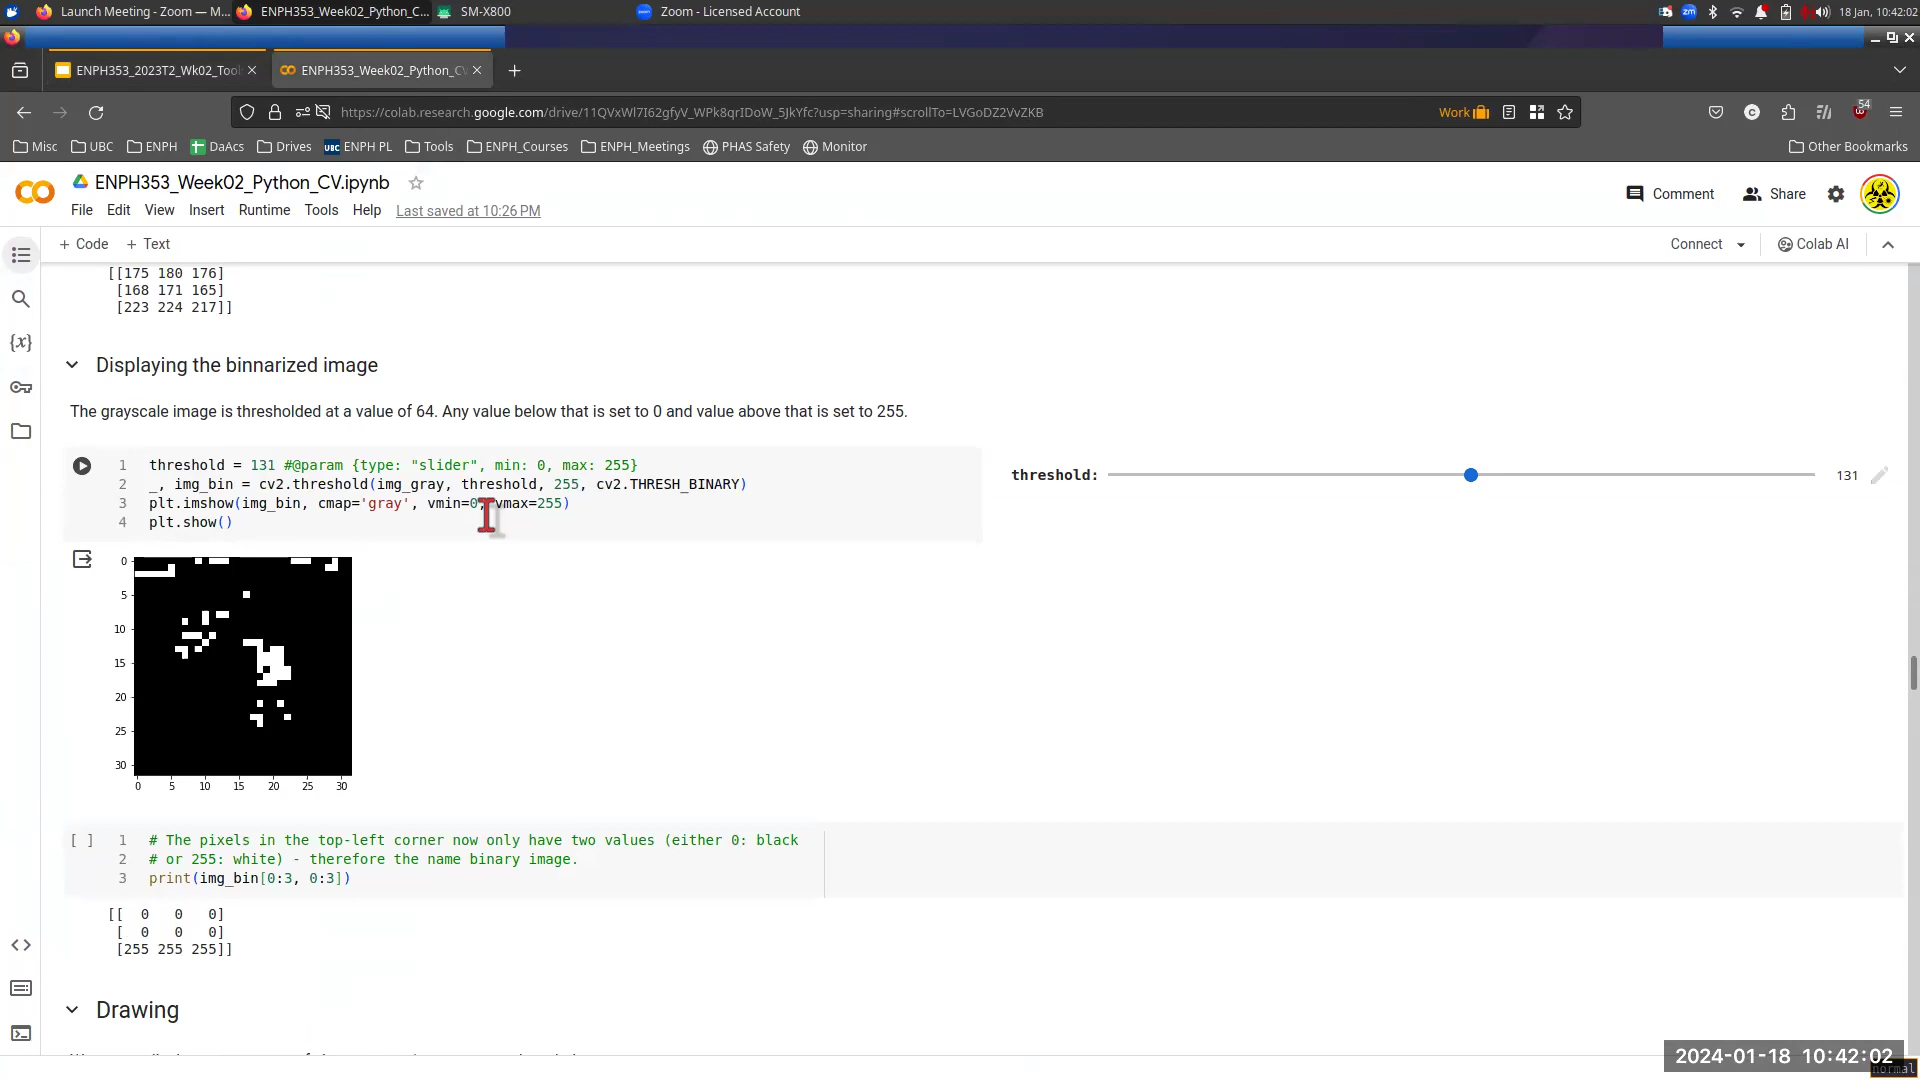 Launch Meeting - Zoom — M...
ENPH353_Week02_Python_C...
SM-X800
Zoom - Licensed Account
18 Jan, 10:42:02
ENPH353_2023T2_Wk02_Too
ENPH353_Week02_Python_CV
https://colab.research.google.com/drive/11QVxWl7I62gfyV_WPk8qrIDoW_5JkYfc?usp=sharing#scrollTo=LVGoDZ2VvZKB
Work
54
Misc
UBC
ENPH
DaAcs
Drives
UBC ENPH PL
Tools
ENPH_Courses
ENPH_Meetings
PHAS Safety
Monitor
Other Bookmarks
ENPH353_Week02_Python_CV.ipynb
Comment
Share
File Edit View Insert Runtime Tools Help Last saved at 10:26 PM
+ Code + Text
Connect
Colab AI
[[175 180 176]
[168 171 165]
[223 224 217]]
Displaying the binnarized image
The grayscale image is thresholded at a value of 64. Any value below that is set to 0 and value above that is set to 255.
1 threshold = 131 #@param {type: "slider", min: 0, max: 255}
2 _, img_bin = cv2.threshold(img_gray, threshold, 255, cv2.THRESH_BINARY)
3 plt.imshow(img_bin, cmap='gray', vmin=0, vmax=255)
4 plt.show()
threshold: 131
0
5
10
15
20
25
30
0 5 10 15 20 25 30
[ ] 1 # The pixels in the top-left corner now only have two values (either 0: black
2 # or 255: white) - therefore the name binary image.
3 print(img_bin[0:3, 0:3])
[[ 0 0 0]
[ 0 0 0]
[255 255 255]]
Drawing
2024-01-18 10:42:02
normal